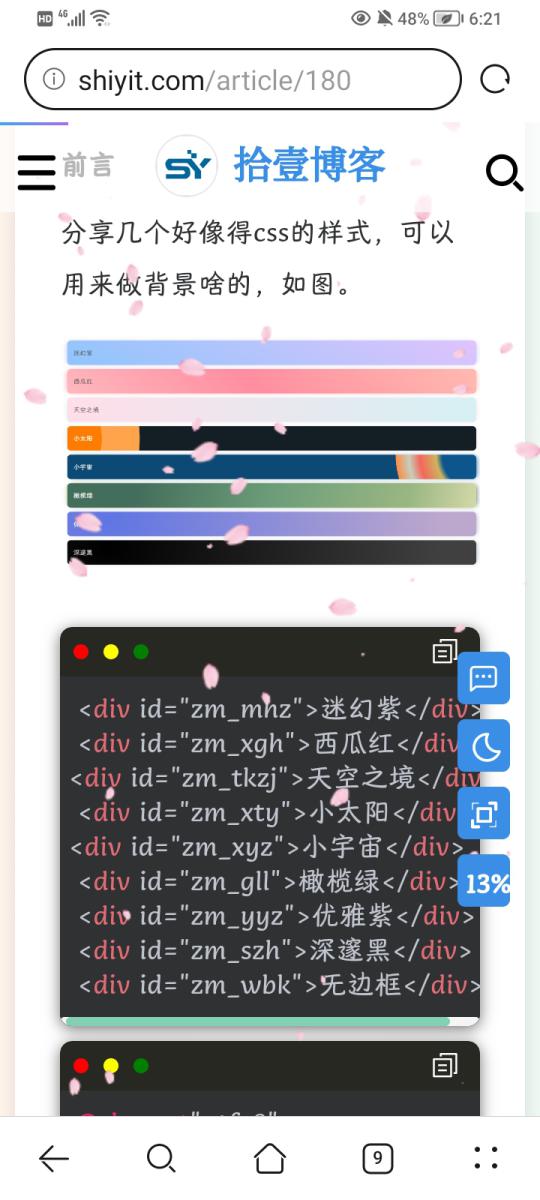 HD 4G 48% 6:21
shiyit.com/article/180
前言
SY 拾壹博客
分享几个好像得css的样式，可以
用来做背景啥的，如图。
迷幻紫
西瓜红
天空之境
小太阳
小宇宙
橄榄绿
深邃黑
<div id="zm_mhz">迷幻紫</div>
<div id="zm_xgh">西瓜红</div
<div id="zm_tkzj">天空之境</div
<div id="zm_xty">小太阳</div
<div id="zm_xyz">小宇宙</div>
<div id="zm_gll">橄榄绿</div>
<div id="zm_yyz">优雅紫</div>
<div id="zm_szh">深邃黑</div>
<div id="zm_wbk">无边框</div>
13%
9